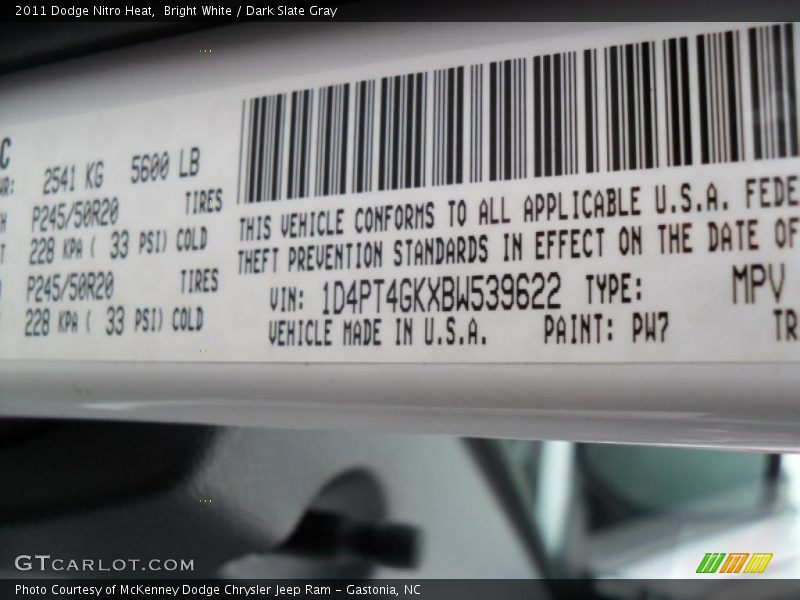 2011 Dodge Nitro Heat,  Bright White / Dark Slate Gray
C
2541 KG 5600 LB
P245/50R20 TIRES
228 KPA ( 33 PSI) COLD
P245/50R20 TIRES
228 KPA ( 33 PSI) COLD
THIS VEHICLE CONFORMS TO ALL APPLICABLE U.S.A. FEDE
THEFT PREVENTION STANDARDS IN EFFECT ON THE DATE OF
VIN: 1D4PT4GKXBW539622 TYPE: MPV
VEHICLE MADE IN U.S.A. PAINT: PW7 TR
GTCARLOT.COM
Photo Courtesy of McKenney Dodge Chrysler Jeep Ram - Gastonia, NC